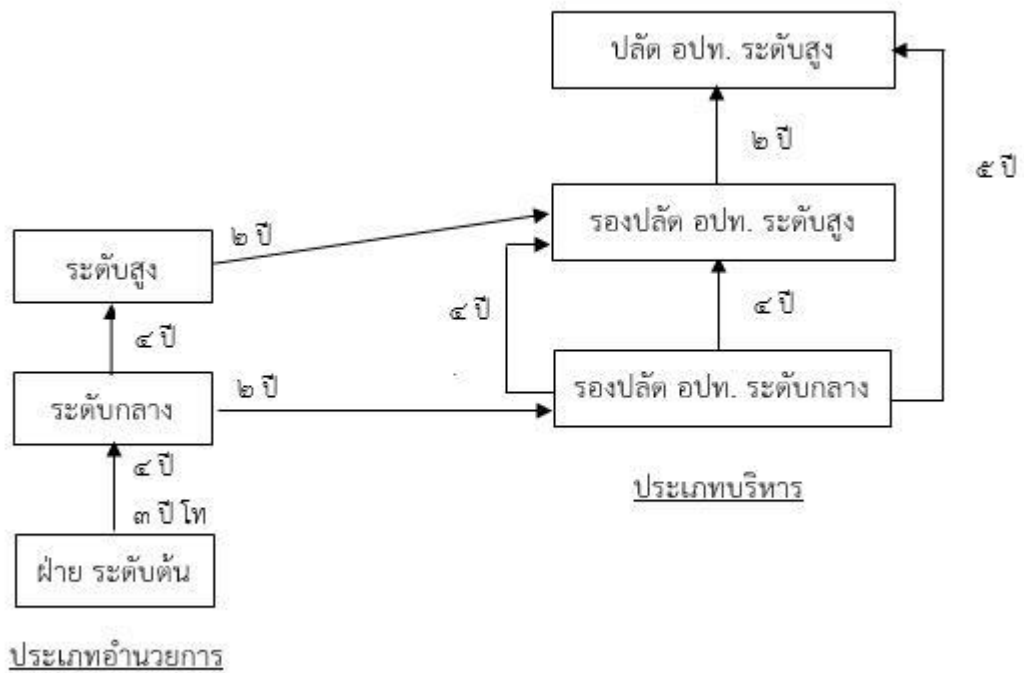 ปลัด อปท. ระดับสูง
๒ ปี
๕ ปี
รองปลัด อปท. ระดับสูง
๒ ปี
ระดับสูง
๔ ปี
๔ ปี
๔ ปี
รองปลัด อปท. ระดับกลาง
๒ ปี
ระดับกลาง
๔ ปี
ประเภทบริหาร
๓ ปี โท
ฝ่าย ระดับต้น
ประเภทอำนวยการ